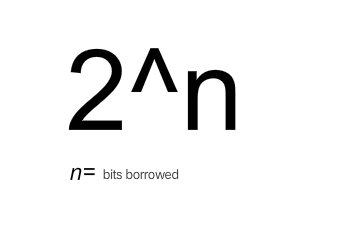 2^n
n= bits borrowed